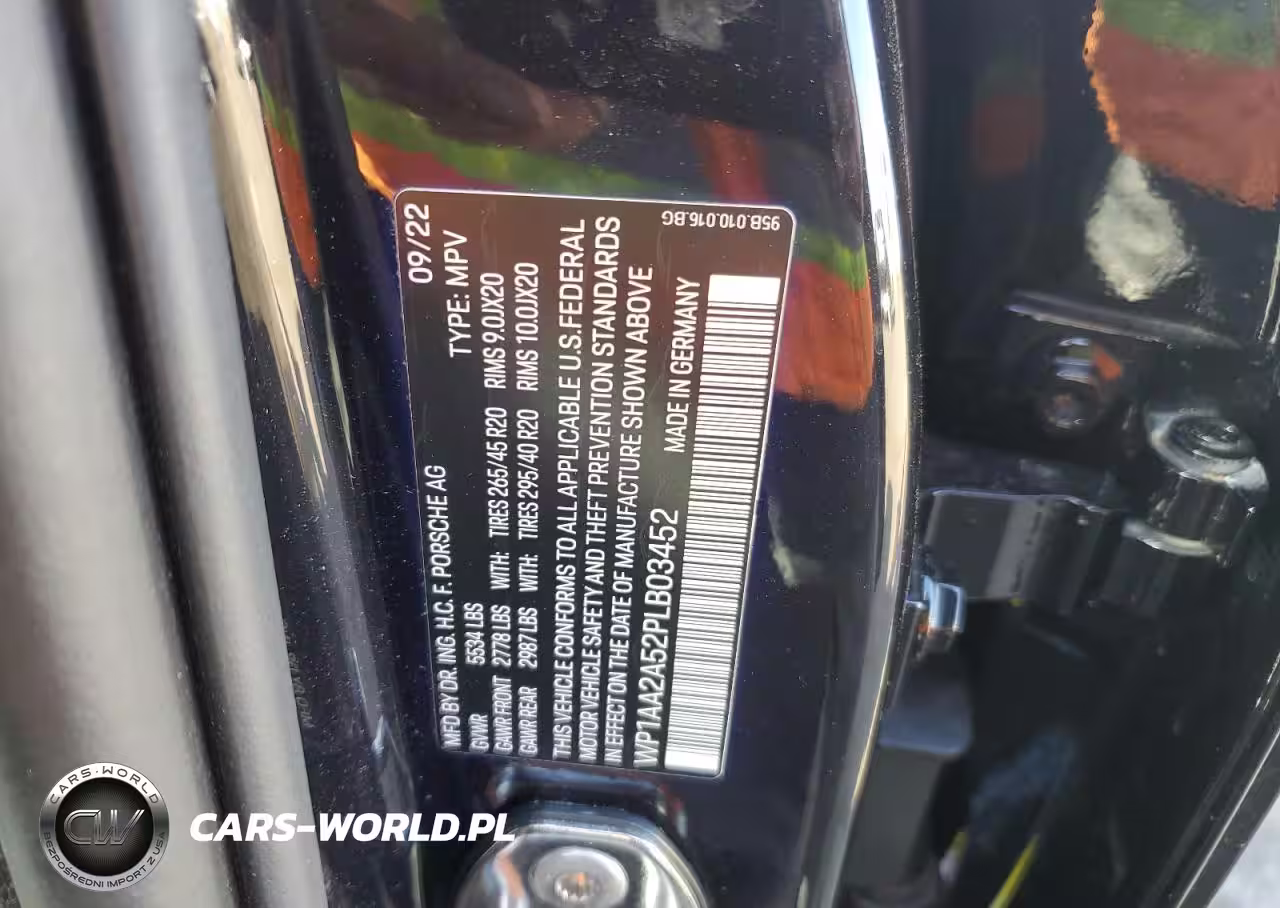 MFD BY DR. ING. H.C. F. PORSCHE AG 09/22
GVWR 5534 LBS TYPE: MPV
GAWR FRONT 2778 LBS WITH: TIRES 265/45 R20 RIMS 9.0JX20
GAWR REAR 2987 LBS WITH: TIRES 295/40 R20 RIMS 10.0JX20
THIS VEHICLE CONFORMS TO ALL APPLICABLE U.S.FEDERAL
MOTOR VEHICLE SAFETY AND THEFT PREVENTION STANDARDS
IN EFFECT ON THE DATE OF MANUFACTURE SHOWN ABOVE
WP1AA2A52PLB03452 MADE IN GERMANY
95B.010.016.BG
CARS-WORLD
CW
BEZPOŚREDNI IMPORT Z USA
CARS-WORLD.PL